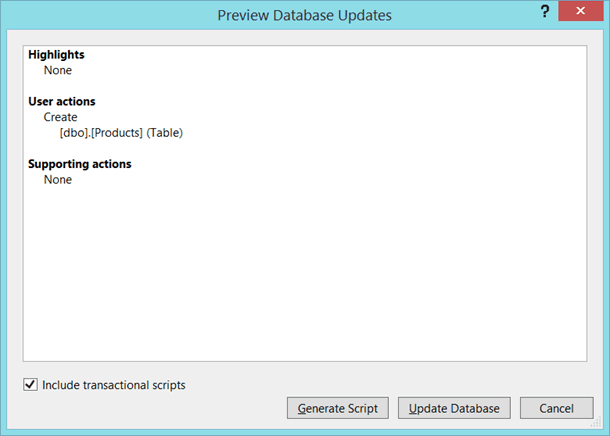 Preview Database Updates
?
Highlights
None
User actions
Create
[dbo].[Products] (Table)
Supporting actions
None
Include transactional scripts
Generate Script
Update Database
Cancel